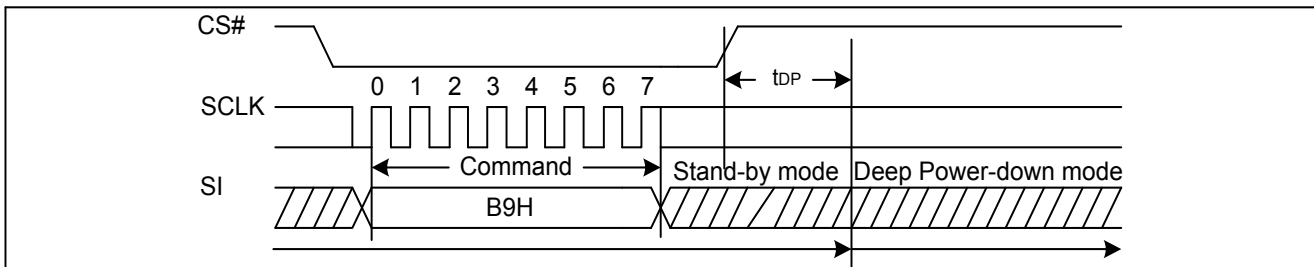 CS#
tDP
0 1 2 3 4 5 6 7
SCLK
Command
Stand-by mode Deep Power-down mode
SI
B9H